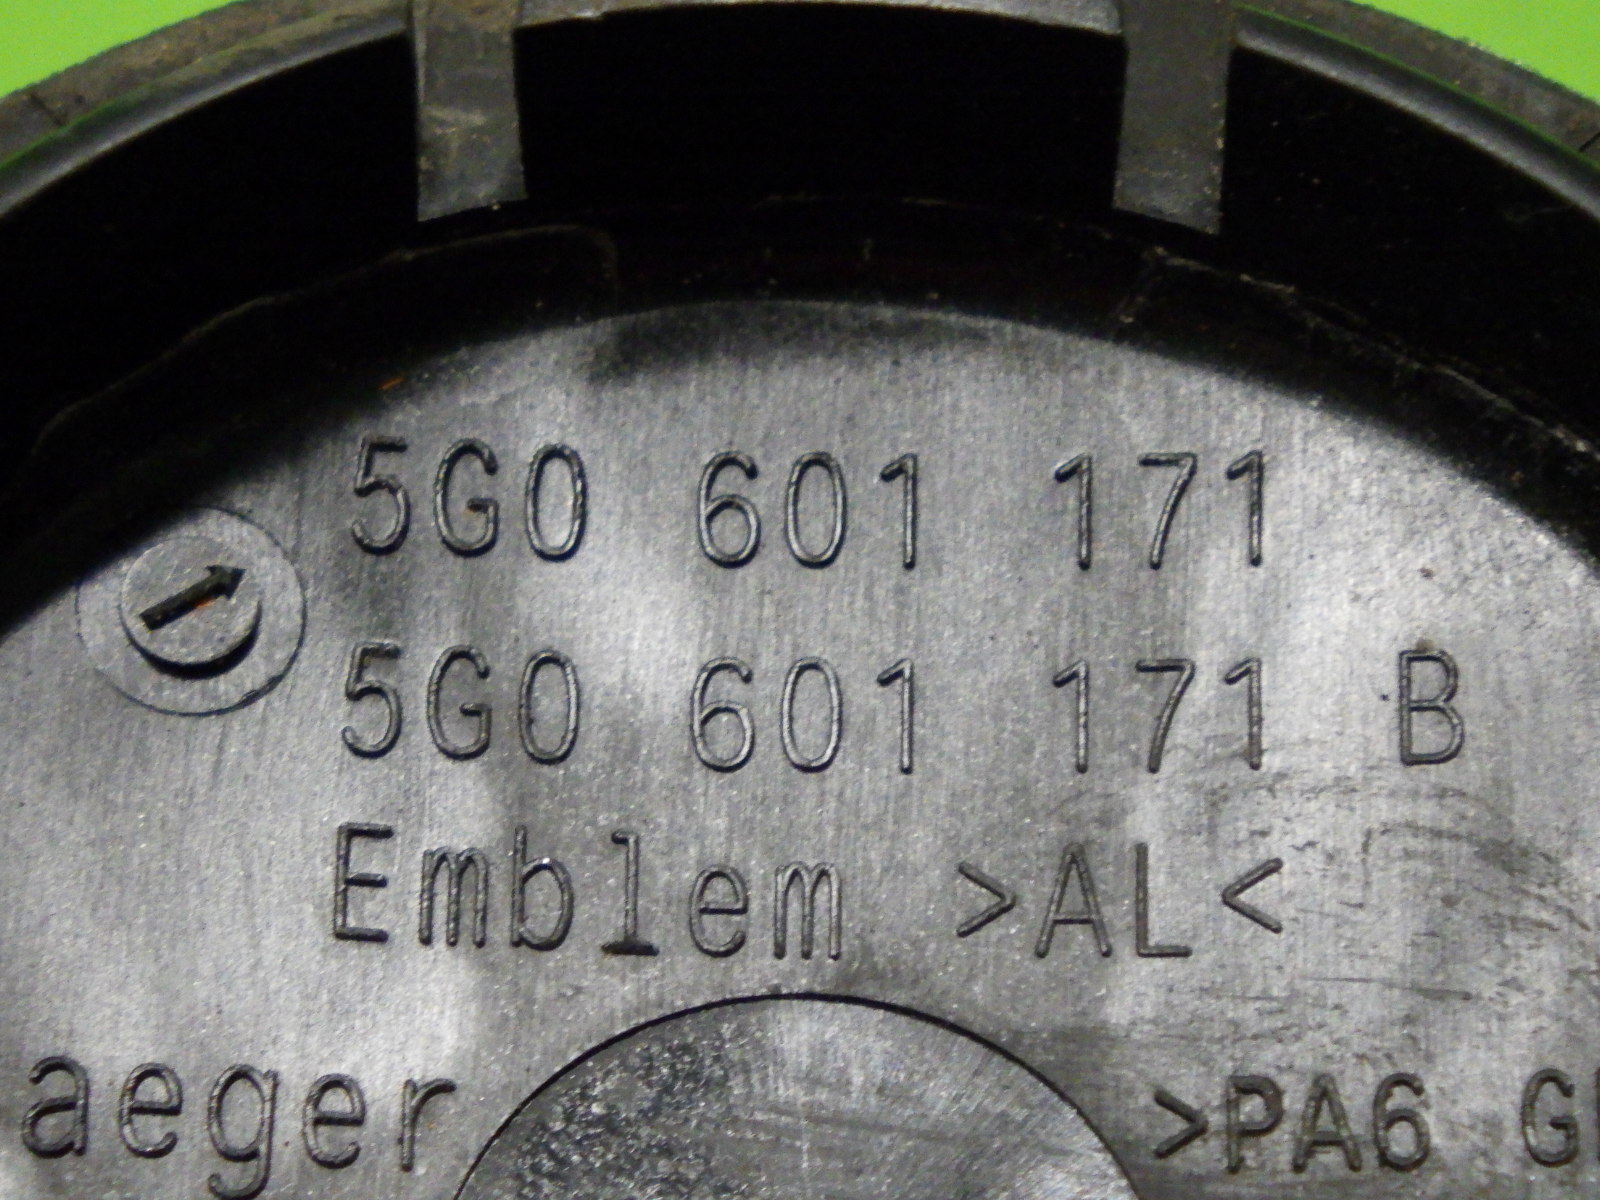 5G0 601 171
5G0 601 171 B
Emblem >AL<
aeger >PA6 G